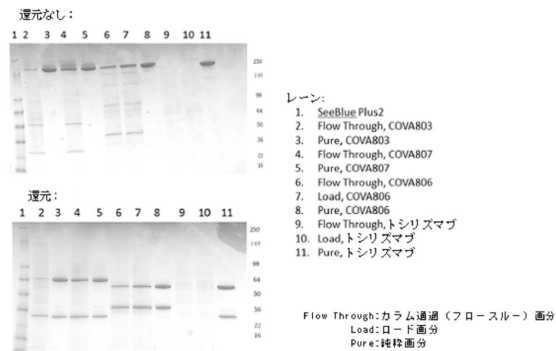 還元なし：
1 2 3 4 5 6 7 8 9 10 11
250
148
98
64
50
36
22
16
還元：
1 2 3 4 5 6 7 8 9 10 11
250
148
98
64
50
36
22
16
レーン:
1. SeeBlue Plus2
2. Flow Through, COVA803
3. Pure, COVA803
4. Flow Through, COVA807
5. Pure, COVA807
6. Flow Through, COVA806
7. Load, COVA806
8. Pure, COVA806
9. Flow Through,トシリズマブ
10. Load,トシリズマブ
11. Pure,トシリズマブ
Flow Through:カラム通過（フロースルー）画分
Load:ロード画分
Pure:純粋画分